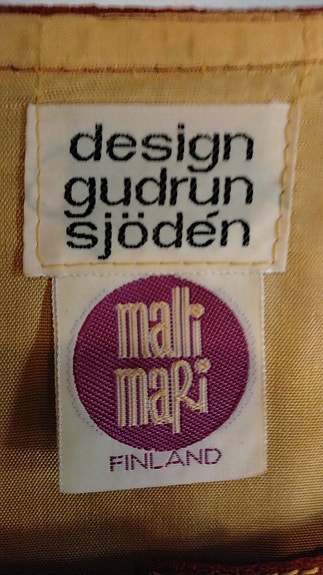 design
gudrun
sjödén
malli
mari
FINLAND